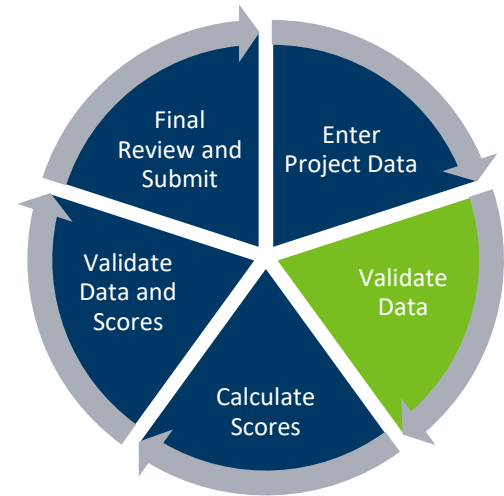 Enter
Project Data
Validate
Data
Calculate
Scores
Validate
Data and
Scores
Final
Review and
Submit